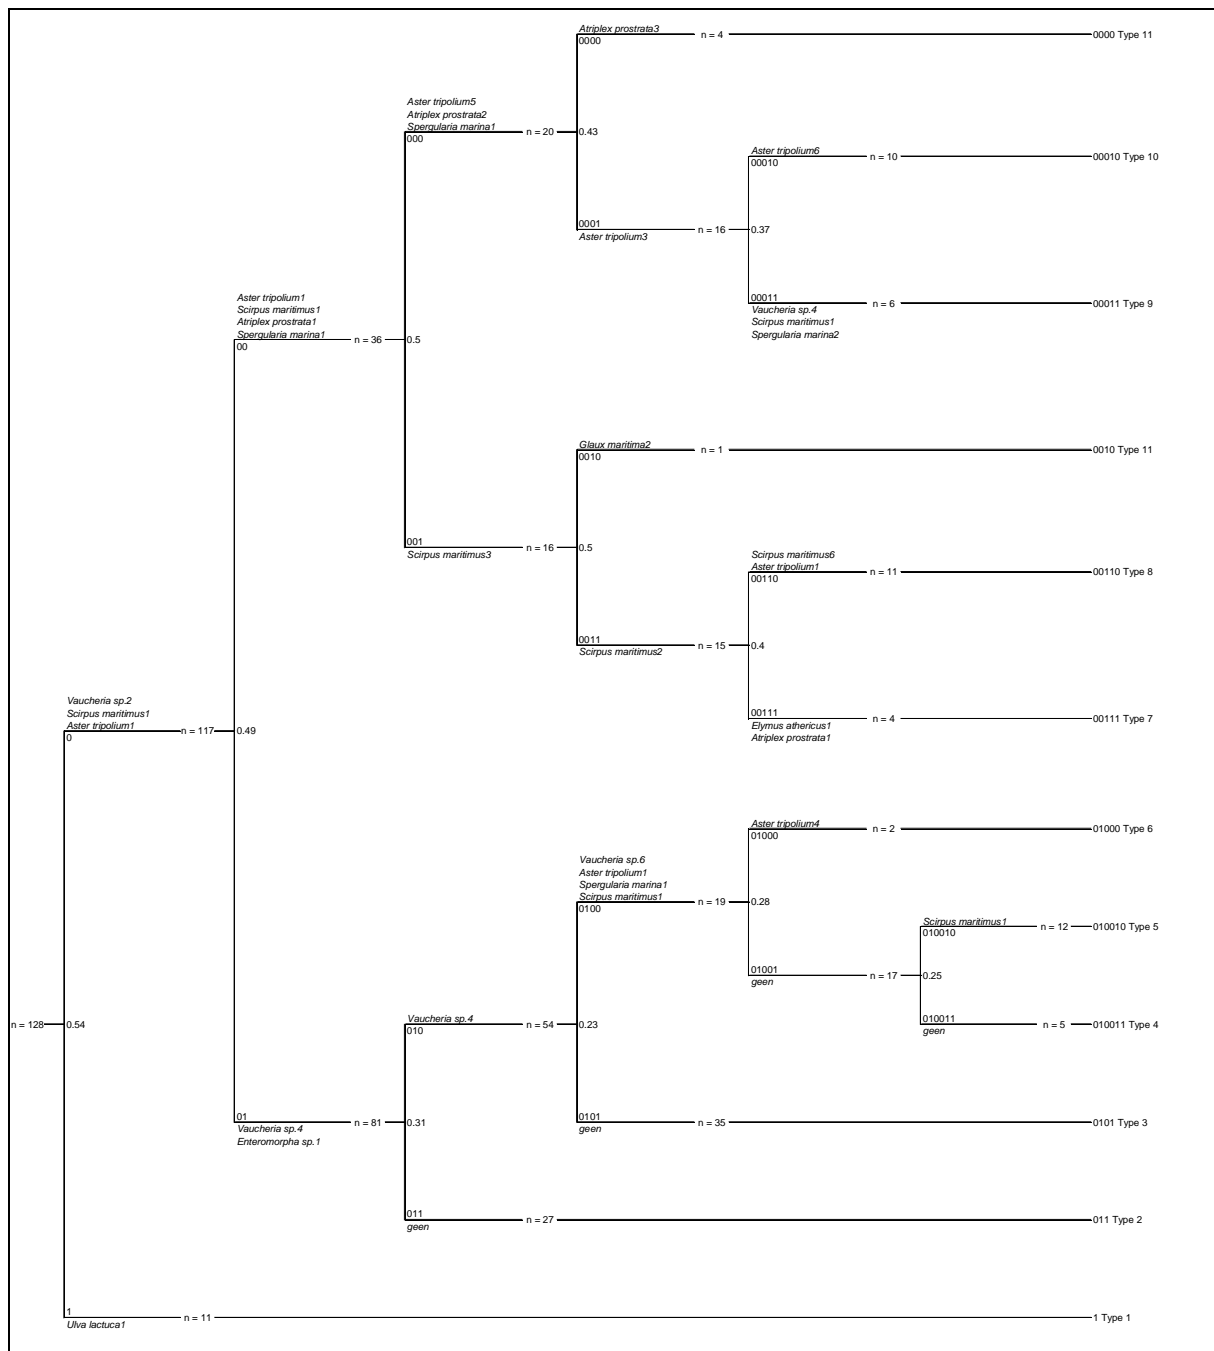 Atriplex prostrata3
n = 4
0000 Type 11
0000
Aster tripolium5
Atriplex prostrata2
Spergularia marina1
n = 20
0.43
000
Aster tripolium6
n = 10
00010 Type 10
00010
0001
Aster tripolium3
n = 16
0.37
00011
n = 6
00011 Type 9
Vaucheria sp.4
Scirpus maritimus1
Spergularia marina2
Aster tripolium1
Scirpus maritimus1
Atriplex prostrata1
Spergularia marina1
n = 36
0.5
00
Glaux maritima2
n = 1
0010 Type 11
0010
001
Scirpus maritimus3
n = 16
0.5
Scirpus maritimus6
Aster tripolium1
n = 11
00110 Type 8
00110
0011
Scirpus maritimus2
n = 15
0.4
00111
n = 4
00111 Type 7
Elymus athericus1
Atriplex prostrata1
Vaucheria sp.2
Scirpus maritimus1
Aster tripolium1
n = 117
0.49
0
Aster tripolium4
n = 2
01000 Type 6
01000
Vaucheria sp.6
Aster tripolium1
Spergularia marina1
Scirpus maritimus1
n = 19
0.28
0100
Scirpus maritimus1
n = 12
010010 Type 5
010010
01001
geen
n = 17
0.25
010011
geen
n = 5
010011 Type 4
Vaucheria sp.4
n = 54
0.23
010
n = 128
0.54
01
Vaucheria sp.4
Enteromorpha sp.1
n = 81
0.31
0101
geen
n = 35
0101 Type 3
011
geen
n = 27
011 Type 2
1
Ulva lactuca1
n = 11
1 Type 1